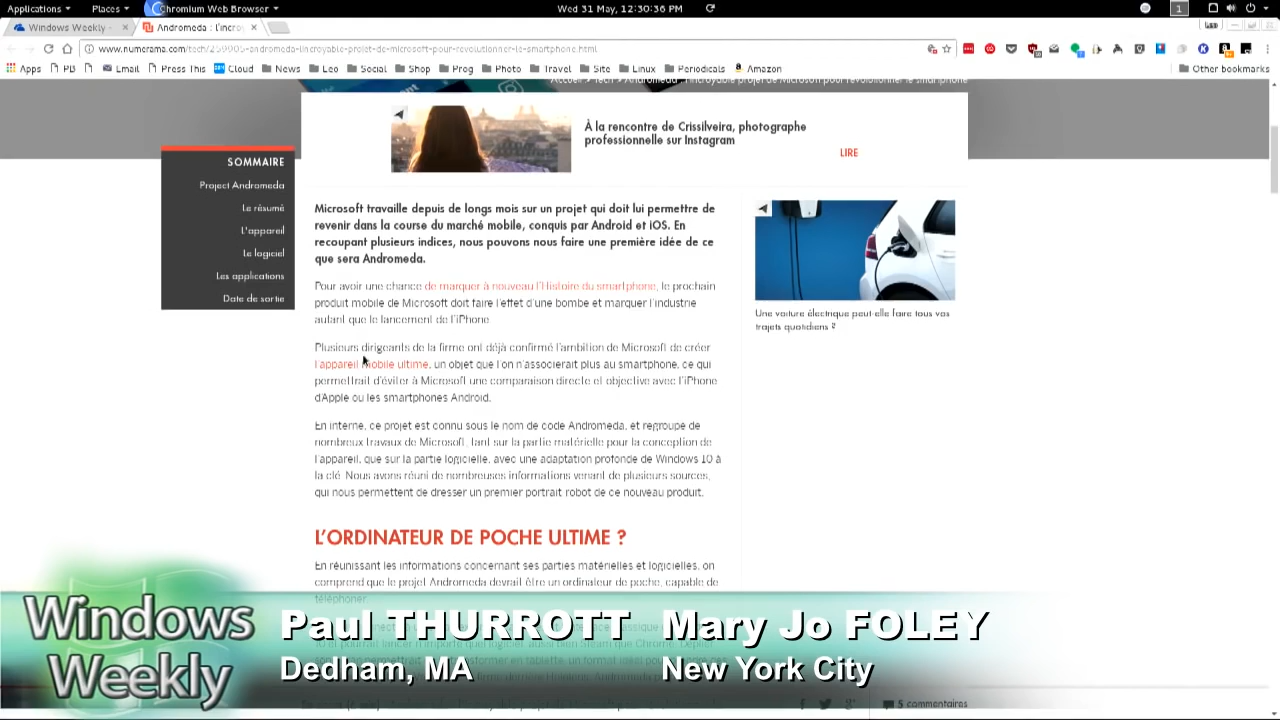 Applications Places Chromium Web Browser Wed 31 May, 12:30:36 PM 1
Windows Weekly - Andromeda : l'incroy
www.numerama.com/tech/259905-andromeda-lincroyable-projet-de-microsoft-pour-revolutionner-le-smartphone.html
Apps Email Press This Cloud News Leo Social Shop Prog Photo Travel Site Linux Periodicals Amazon Other bookmarks
Accueil > Tech > Andromeda : l'incroyable projet de Microsoft pour révolutionner le smartphone
À la rencontre de Crissilveira, photographe
professionnelle sur Instagram
LIRE
SOMMAIRE
Project Andromeda
Le résumé
L'appareil
Le logiciel
Les applications
Date de sortie
Microsoft travaille depuis de longs mois sur un projet qui doit lui permettre de
revenir dans la course du marché mobile, conquis par Android et iOS. En
recoupant plusieurs indices, nous pouvons nous faire une première idée de ce
que sera Andromeda.
Pour avoir une chance de marquer à nouveau l'Histoire du smartphone, le prochain
produit mobile de Microsoft doit faire l'effet d'une bombe et marquer l'industrie
autant que le lancement de l'iPhone.
Plusieurs dirigeants de la firme ont déjà confirmé l'ambition de Microsoft de créer
l'appareil mobile ultime, un objet que l'on n'associerait plus au smartphone, ce qui
permettrait d'éviter à Microsoft une comparaison directe et objective avec l'iPhone
d'Apple ou les smartphones Android.
En interne, ce projet est connu sous le nom de code Andromeda, et regroupe de
nombreux travaux de Microsoft, tant sur la partie matérielle pour la conception de
l'appareil, que sur la partie logicielle, avec une adaptation profonde de Windows 10 à
la clé. Nous avons réuni de nombreuses informations venant de plusieurs sources,
qui nous permettent de dresser un premier portrait robot de ce nouveau produit.
L'ORDINATEUR DE POCHE ULTIME ?
En réunissant les informations concernant ses parties matérielles et logicielles, on
comprend que le projet Andromeda devrait être un ordinateur de poche, capable de
téléphoner.
Une voiture électrique peut-elle faire tous vos
trajets quotidiens ?
Windows
Weekly
Paul THURROTT Mary Jo FOLEY
Dedham, MA New York City
5 commentaires